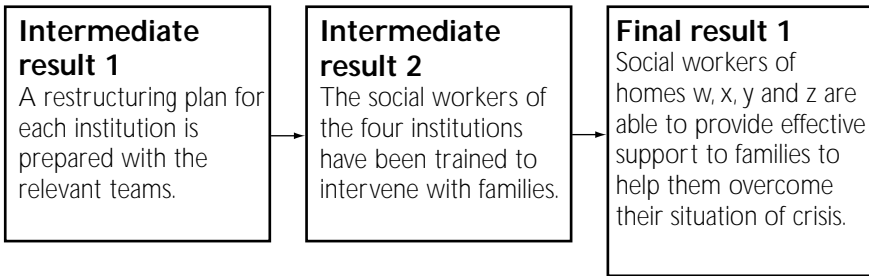 Intermediate
result 1
A restructuring plan for
each institution is
prepared with the
relevant teams.
Intermediate
result 2
The social workers of
the four institutions
have been trained to
intervene with families.
Final result 1
Social workers of
homes w, x, y and z are
able to provide effective
support to families to
help them overcome
their situation of crisis.